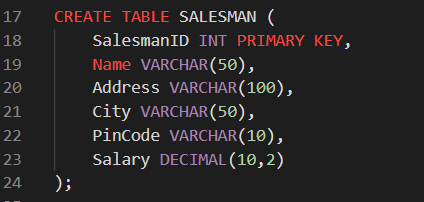 17 CREATE TABLE SALESMAN (
18     SalesmanID INT PRIMARY KEY,
19     Name VARCHAR(50),
20     Address VARCHAR(100),
21     City VARCHAR(50),
22     PinCode VARCHAR(10),
23     Salary DECIMAL(10,2)
24 );